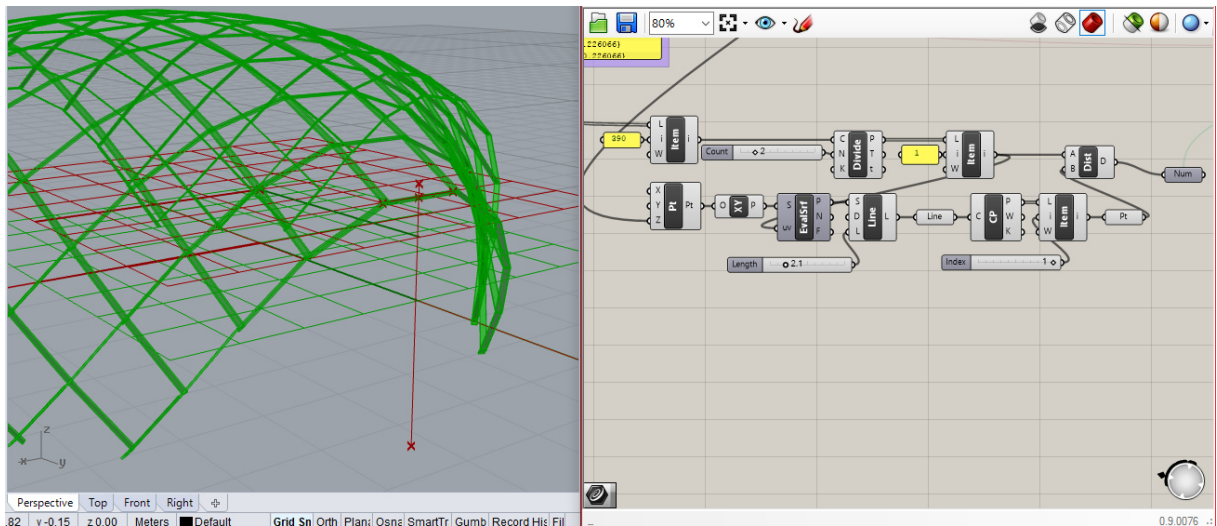 80%
.226066}
0.226066}
L
i
W
Item
i
390
Count
2
C
N
K
Divide
P
T
t
1
L
i
W
Item
i
A
B
Dist
D
Num
X
Y
Z
Pt
Pt
O
XY
P
S
uv
EvalSrf
P
N
F
S
D
L
Line
L
Line
C
CP
P
W
K
L
i
W
Item
i
Pt
Length
2.1
Index
1
z
x
y
Perspective Top Front Right
.82 y -0.15 z 0.00 Meters Default Grid Sn Orth Plana Osna SmartTr Gumb Record His Fil
0.9.0076